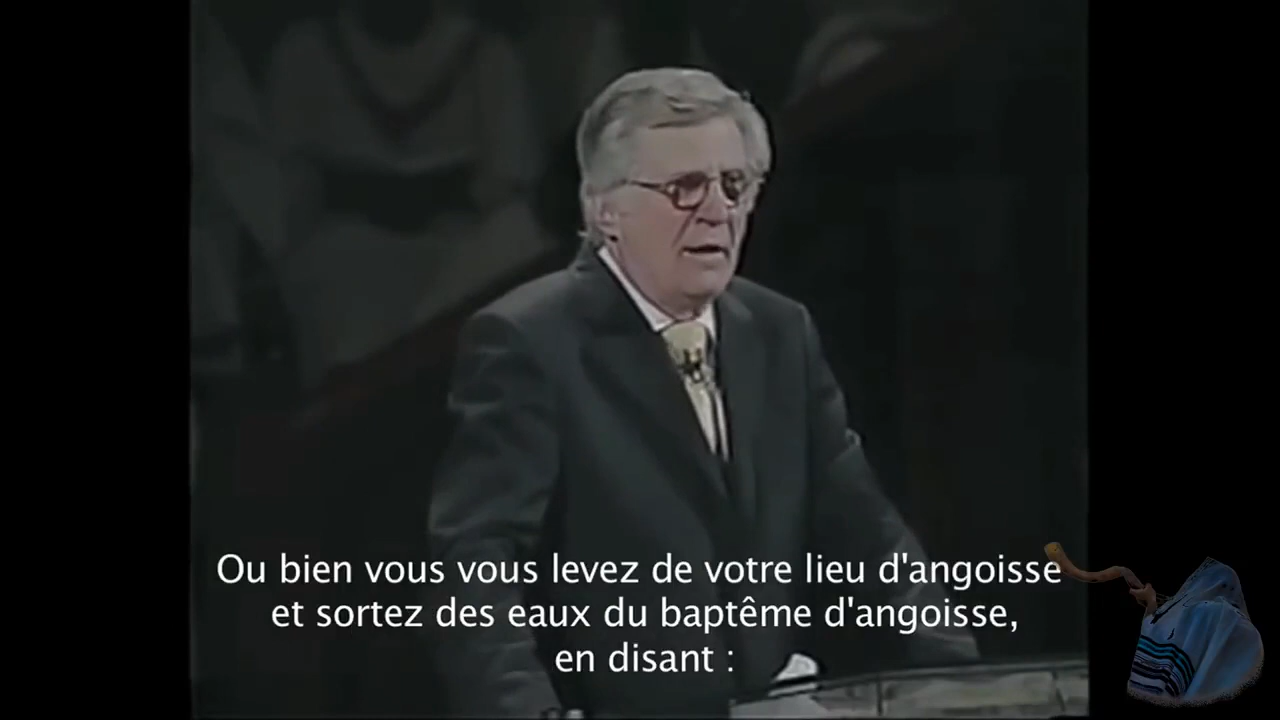 Ou bien vous vous levez de votre lieu d'angoisse
et sortez des eaux du baptême d'angoisse,
en disant :